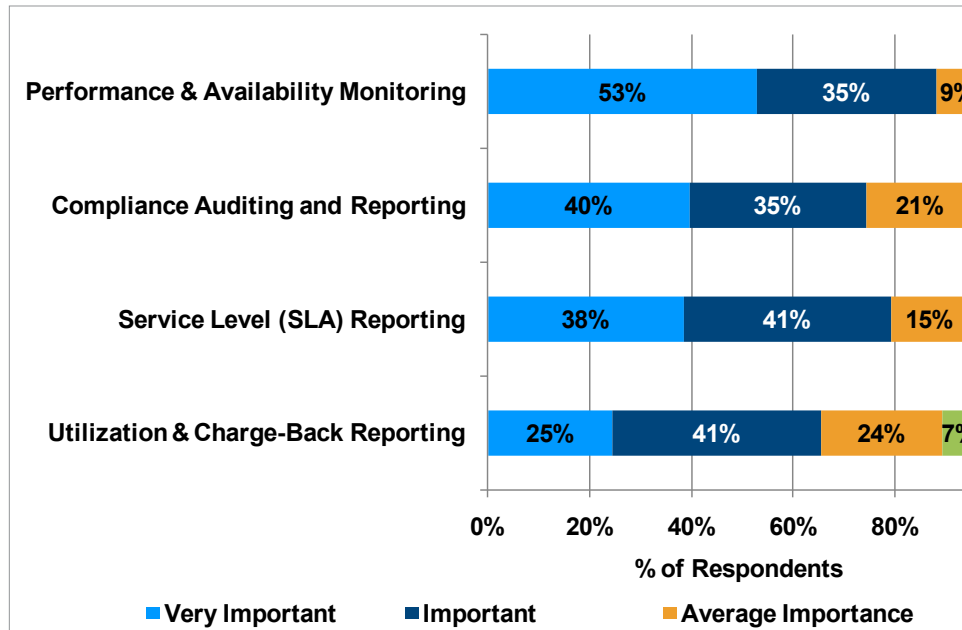 Performance & Availability Monitoring 53% 35% 9%
Compliance Auditing and Reporting 40% 35% 21%
Service Level (SLA) Reporting 38% 41% 15%
Utilization & Charge-Back Reporting 25% 41% 24% 7%
0% 20% 40% 60% 80%
% of Respondents
Very Important Important Average Importance